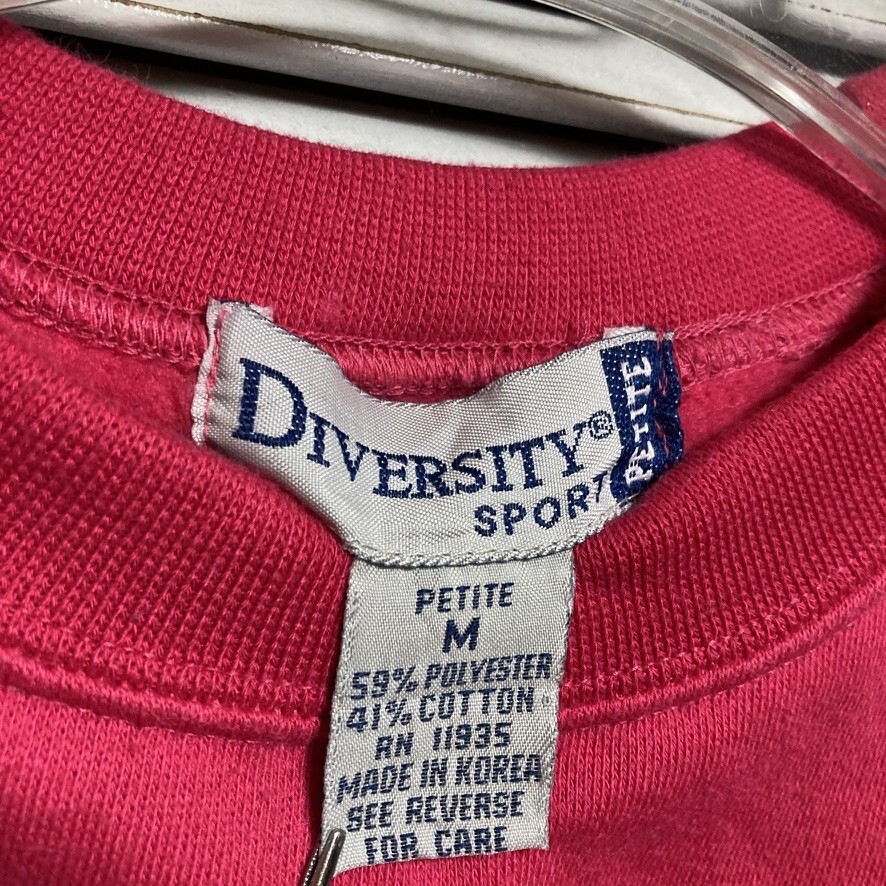 DIVERSITY®
SPORT
PETITE
PETITE
M
59% POLYESTER
41% COTTON
RN 11935
MADE IN KOREA
SEE REVERSE
FOR CARE